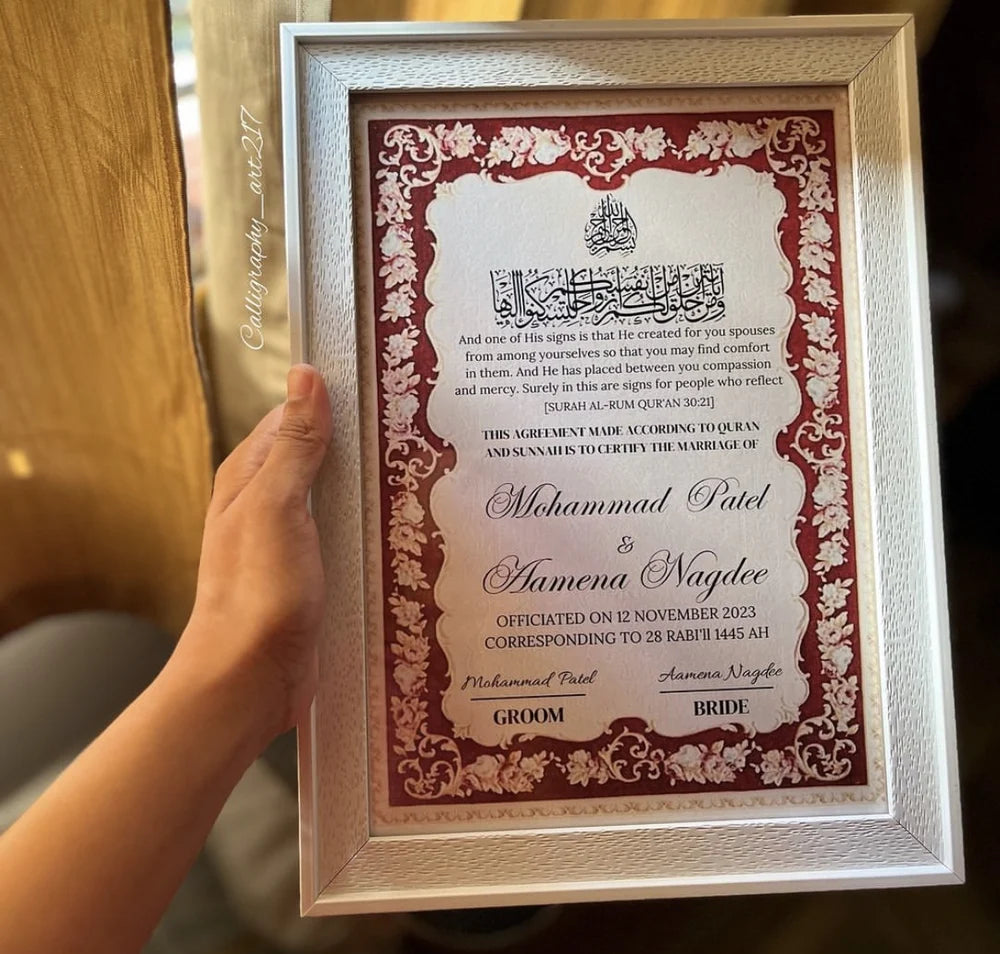 Calligraphy_art.217
بسم الله الرحمن الرحيم
ومن آياته أن خلق لكم من أنفسكم أزواجا لتسكنوا إليها
And one of His signs is that He created for you spouses
from among yourselves so that you may find comfort
in them. And He has placed between you compassion
and mercy. Surely in this are signs for people who reflect
[SURAH AL-RUM QUR'AN 30:21]
THIS AGREEMENT MADE ACCORDING TO QURAN
AND SUNNAH IS TO CERTIFY THE MARRIAGE OF
Mohammad Patel
&
Aamena Nagdee
OFFICIATED ON 12 NOVEMBER 2023
CORRESPONDING TO 28 RABI'II 1445 AH
Mohammad Patel
Aamena Nagdee
GROOM
BRIDE